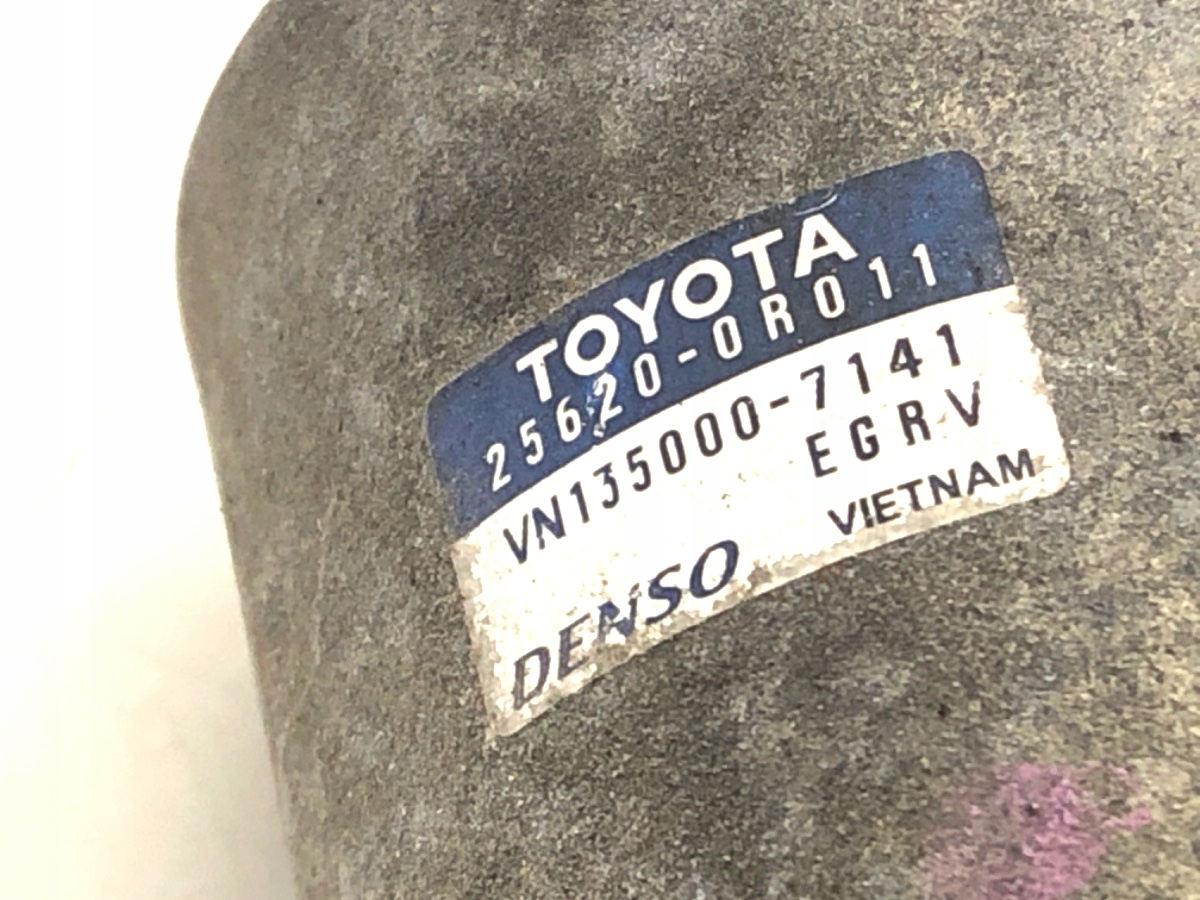 TOYOTA
25620-0R011
VN135000-7141
EGRV
DENSO VIETNAM